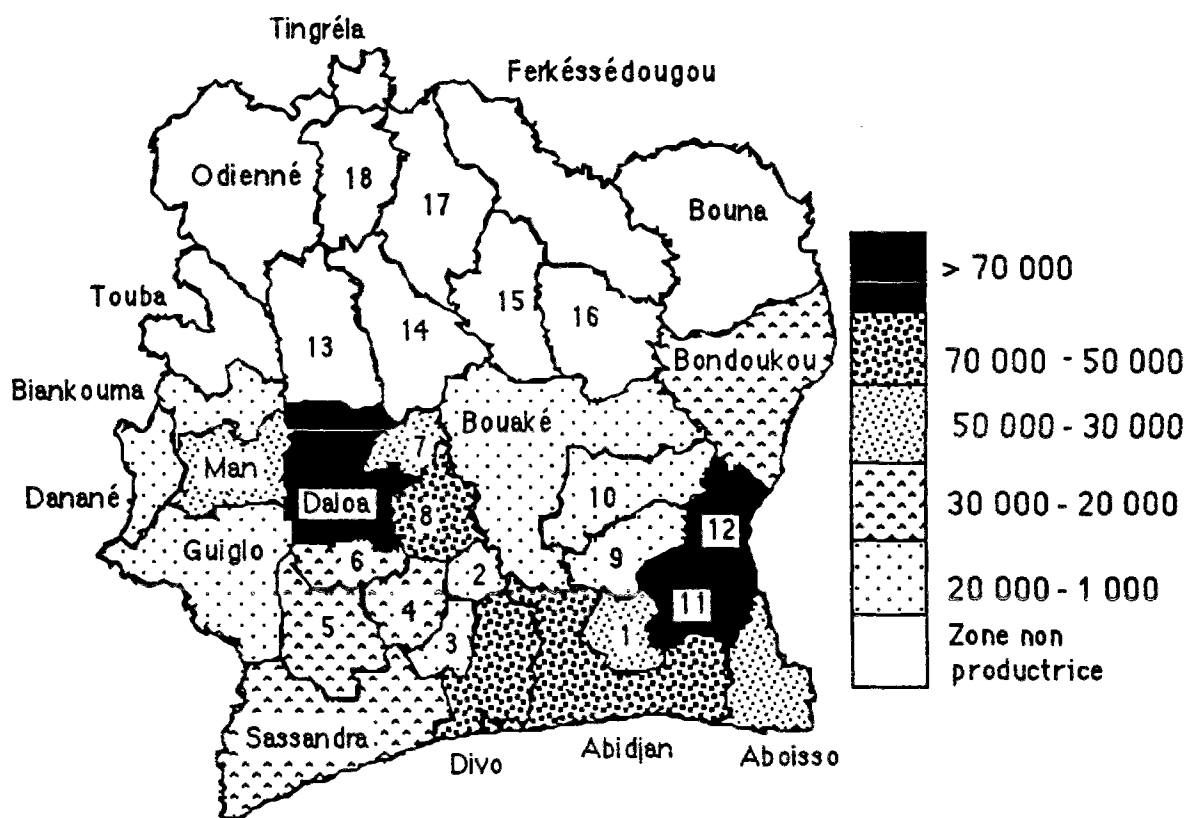 Tingréla
Ferkéssédougou
Odienné
18
17
Bouna
Touba
13
14
15
16
Bondoukou
Biankouma
Bouaké
7
Man
Danané
Daloa
8
10
12
Guiglo
6
9
2
11
5
4
3
1
Sassandra
Divo
Abidjan
Aboisso
> 70 000
70 000 - 50 000
50 000 - 30 000
30 000 - 20 000
20 000 - 1 000
Zone non
productrice